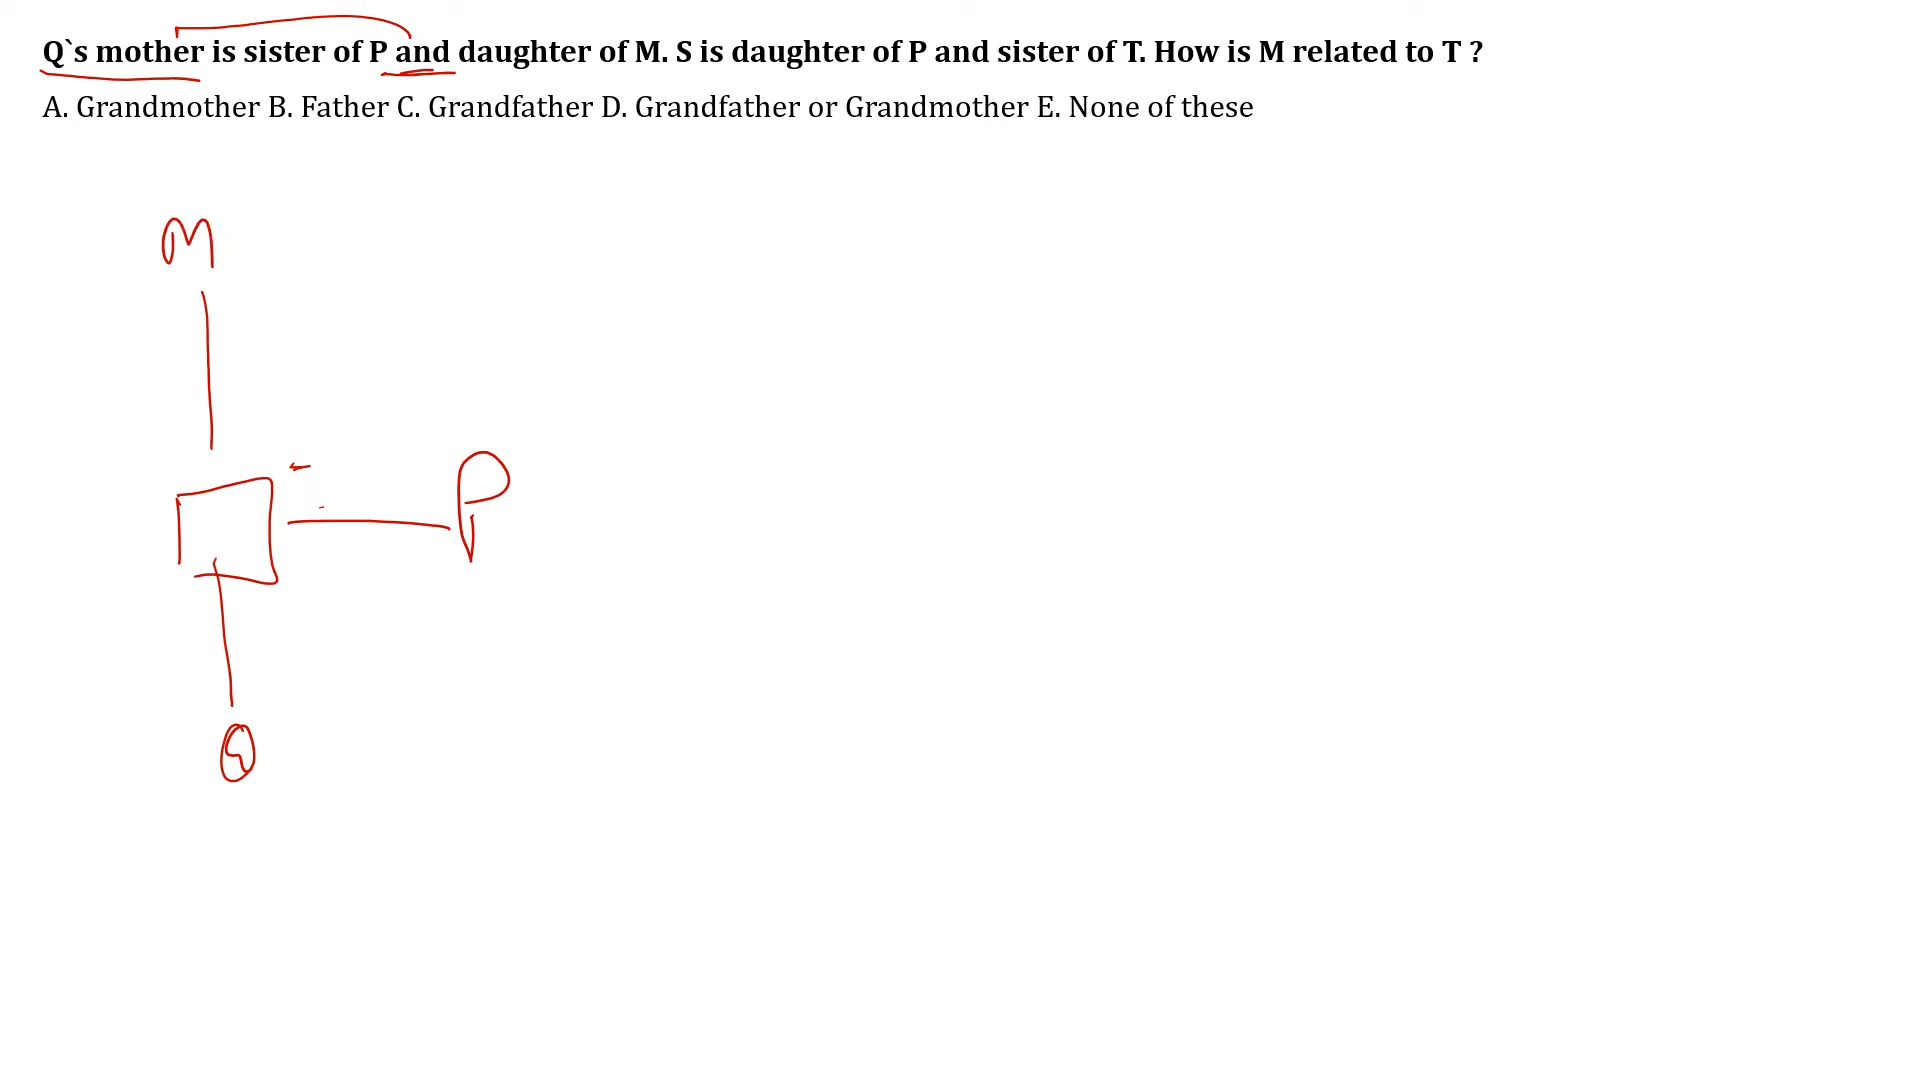 Q`s mother is sister of P and daughter of M. S is daughter of P and sister of T. How is M related to T ?
A. Grandmother B. Father C. Grandfather D. Grandfather or Grandmother E. None of these
M
P
Q